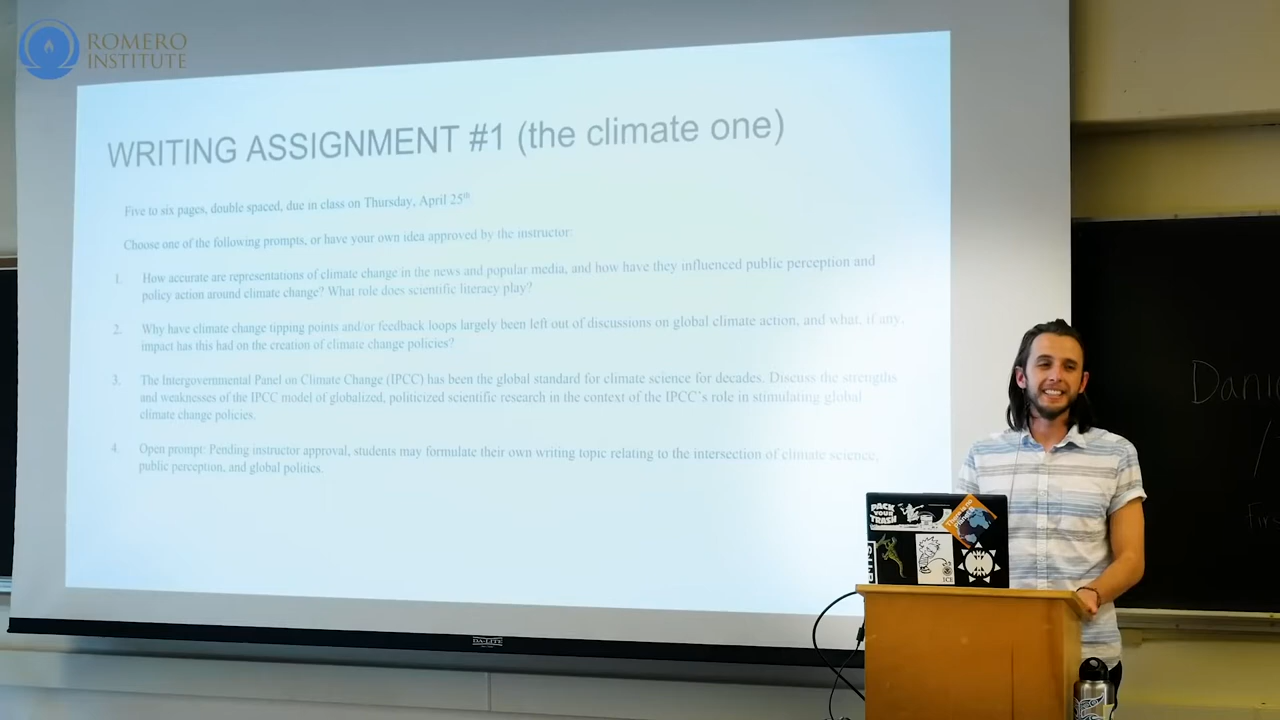 ROMERO
INSTITUTE
WRITING ASSIGNMENT #1 (the climate one)
Five to six pages, double spaced, due in class on Thursday, April 25th
Choose one of the following prompts, or have your own idea approved by the instructor:
1. How accurate are representations of climate change in the news and popular media, and how have they influenced public perception and
policy action around climate change? What role does scientific literacy play?
2. Why have climate change tipping points and/or feedback loops largely been left out of discussions on global climate action, and what, if any,
impact has this had on the creation of climate change policies?
3. The Intergovernmental Panel on Climate Change (IPCC) has been the global standard for climate science for decades. Discuss the strengths
and weaknesses of the IPCC model of globalized, politicized scientific research in the context of the IPCC's role in stimulating global
climate change policies.
4. Open prompt: Pending instructor approval, students may formulate their own writing topic relating to the intersection of climate science,
public perception, and global politics.
DA-LITE
PACK
YOUR
TRASH
There is no
planet
ICE
Dani